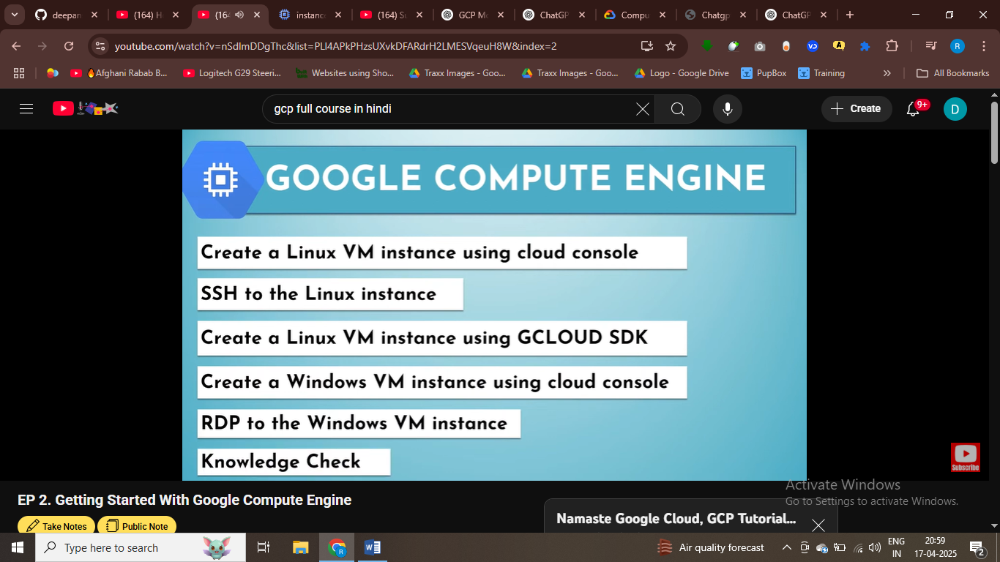 deepan
(164) H
(164
instanc
(164) Su
GCP Mo
ChatGP
Compu
Chatgp
ChatGP
youtube.com/watch?v=nSdlmDDgThc&list=PLI4APkPHzsUXvkDFARdrH2LMESVqeuH8W&index=2
R
Afghani Rabab B...
Logitech G29 Steeri...
Websites using Sho...
Traxx Images - Goo...
Traxx Images - Goo...
Logo - Google Drive
PupBox
Training
All Bookmarks
gcp full course in hindi
Create
9+
D
GOOGLE COMPUTE ENGINE
Create a Linux VM instance using cloud console
SSH to the Linux instance
Create a Linux VM instance using GCLOUD SDK
Create a Windows VM instance using cloud console
RDP to the Windows VM instance
Knowledge Check
Subscribe
EP 2. Getting Started With Google Compute Engine
Activate Windows
Go to Settings to activate Windows.
Take Notes
Public Note
Namaste Google Cloud, GCP Tutorial...
Type here to search
Air quality forecast
ENG
IN
20:59
17-04-2025
2